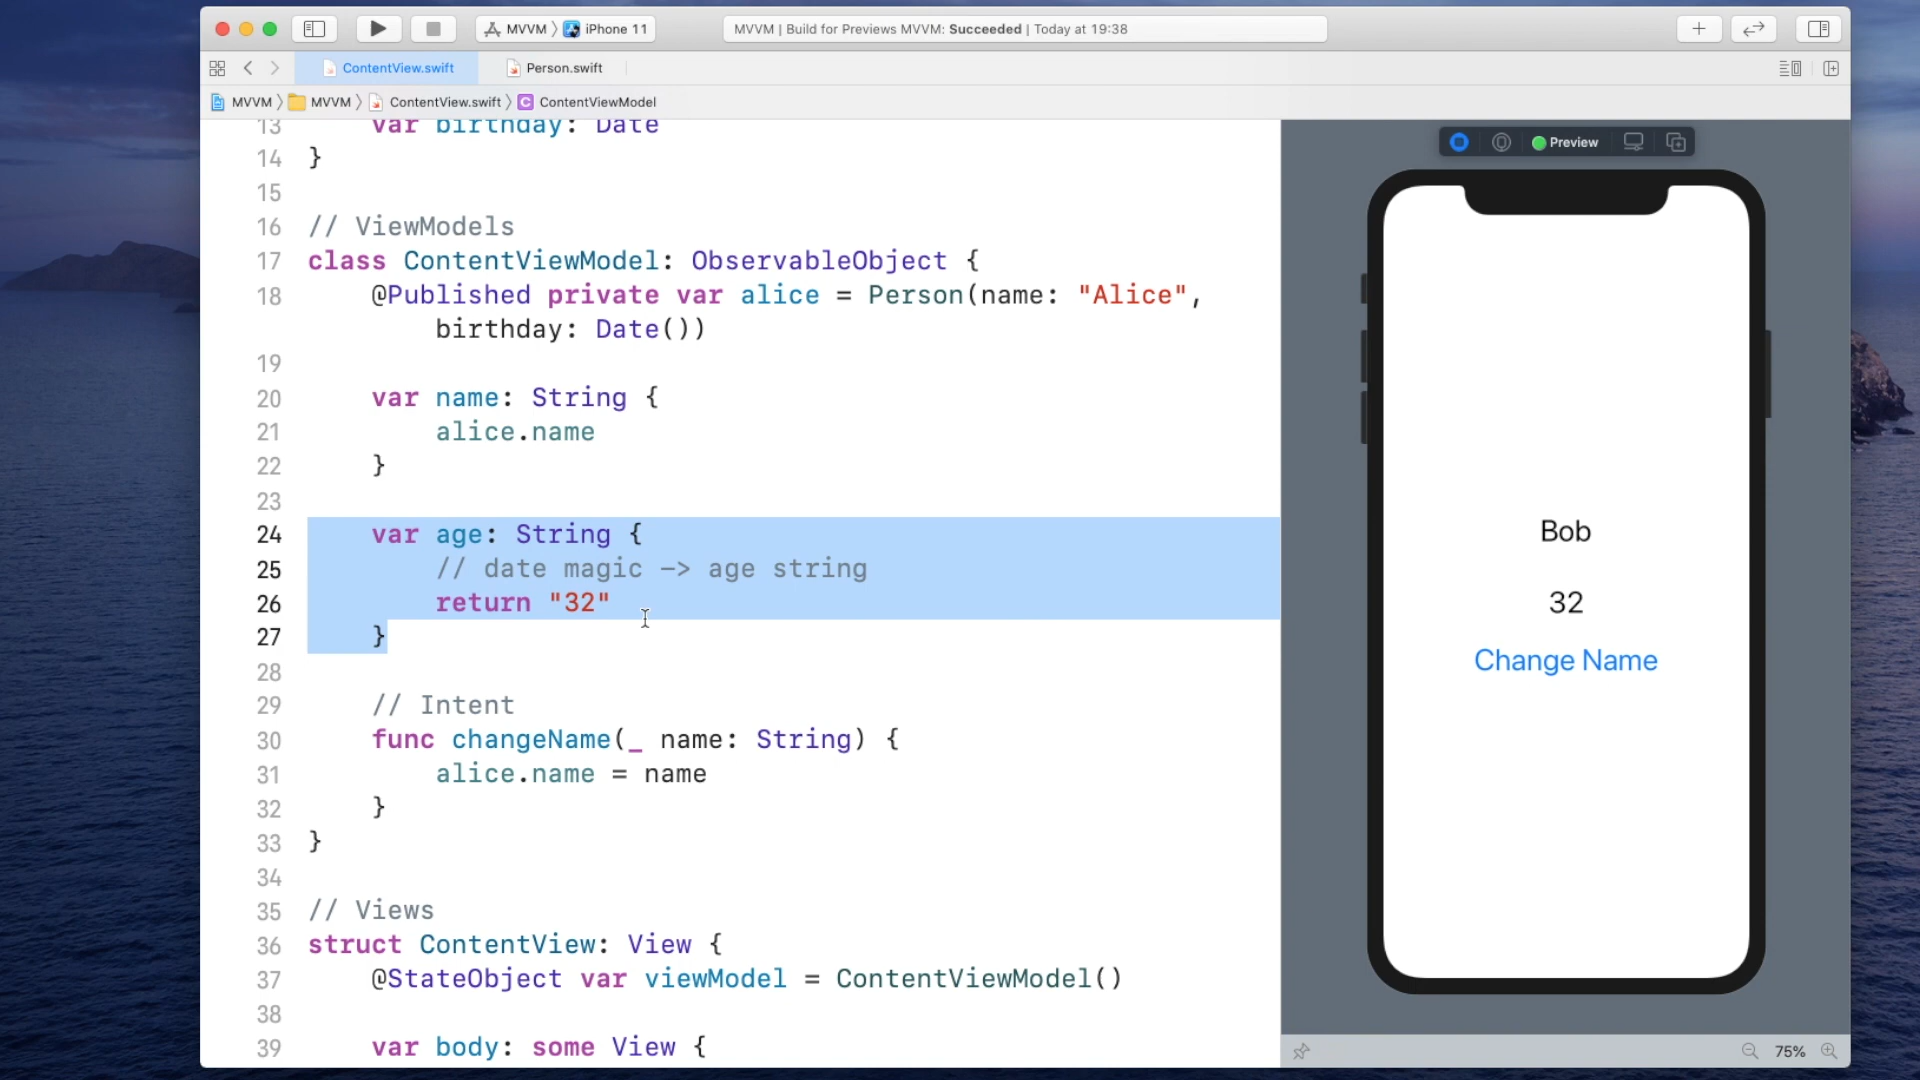 MVVM 〉 iPhone 11
MVVM | Build for Previews MVVM: Succeeded | Today at 19:38
ContentView.swift
Person.swift
MVVM 〉 MVVM 〉 ContentView.swift 〉 C ContentViewModel
13 var birthday: Date
14 }
15
16 // ViewModels
17 class ContentViewModel: ObservableObject {
18 @Published private var alice = Person(name: "Alice",
birthday: Date())
19
20 var name: String {
21 alice.name
22 }
23
24 var age: String {
25 // date magic -> age string
26 return "32"
27 }
28
29 // Intent
30 func changeName(_ name: String) {
31 alice.name = name
32 }
33 }
34
35 // Views
36 struct ContentView: View {
37 @StateObject var viewModel = ContentViewModel()
38
39 var body: some View {
Preview
Bob
32
Change Name
75%